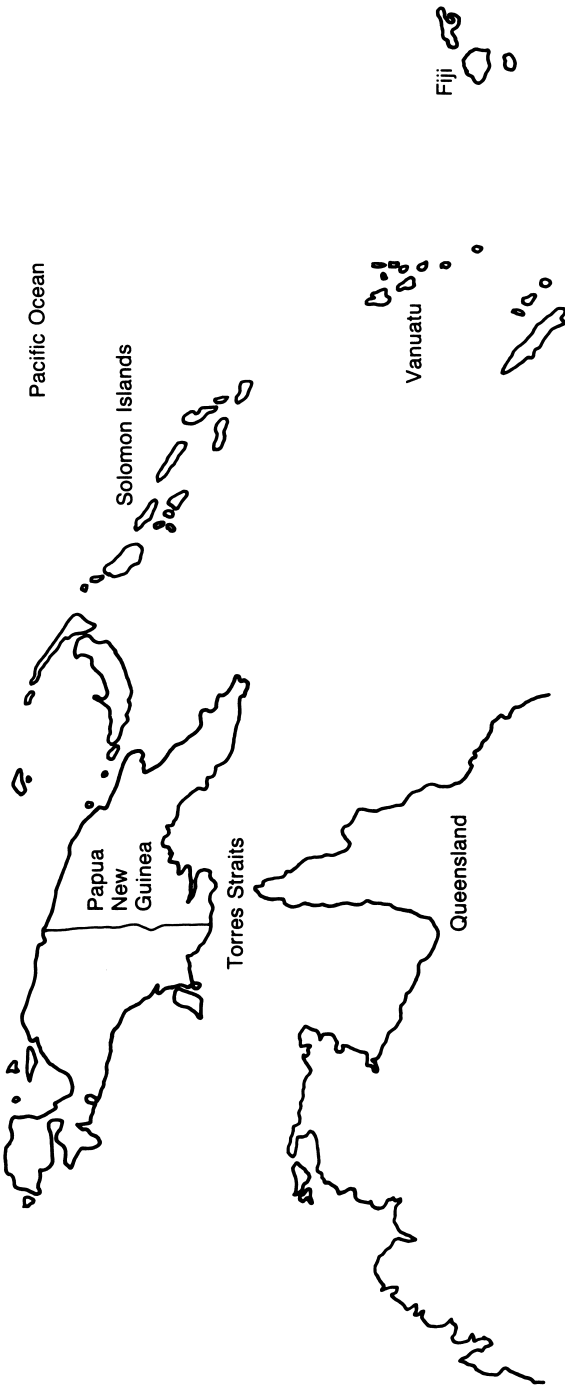 Pacific Ocean
Solomon Islands
Papua
New
Guinea
Torres Straits
Queensland
Vanuatu
Fiji